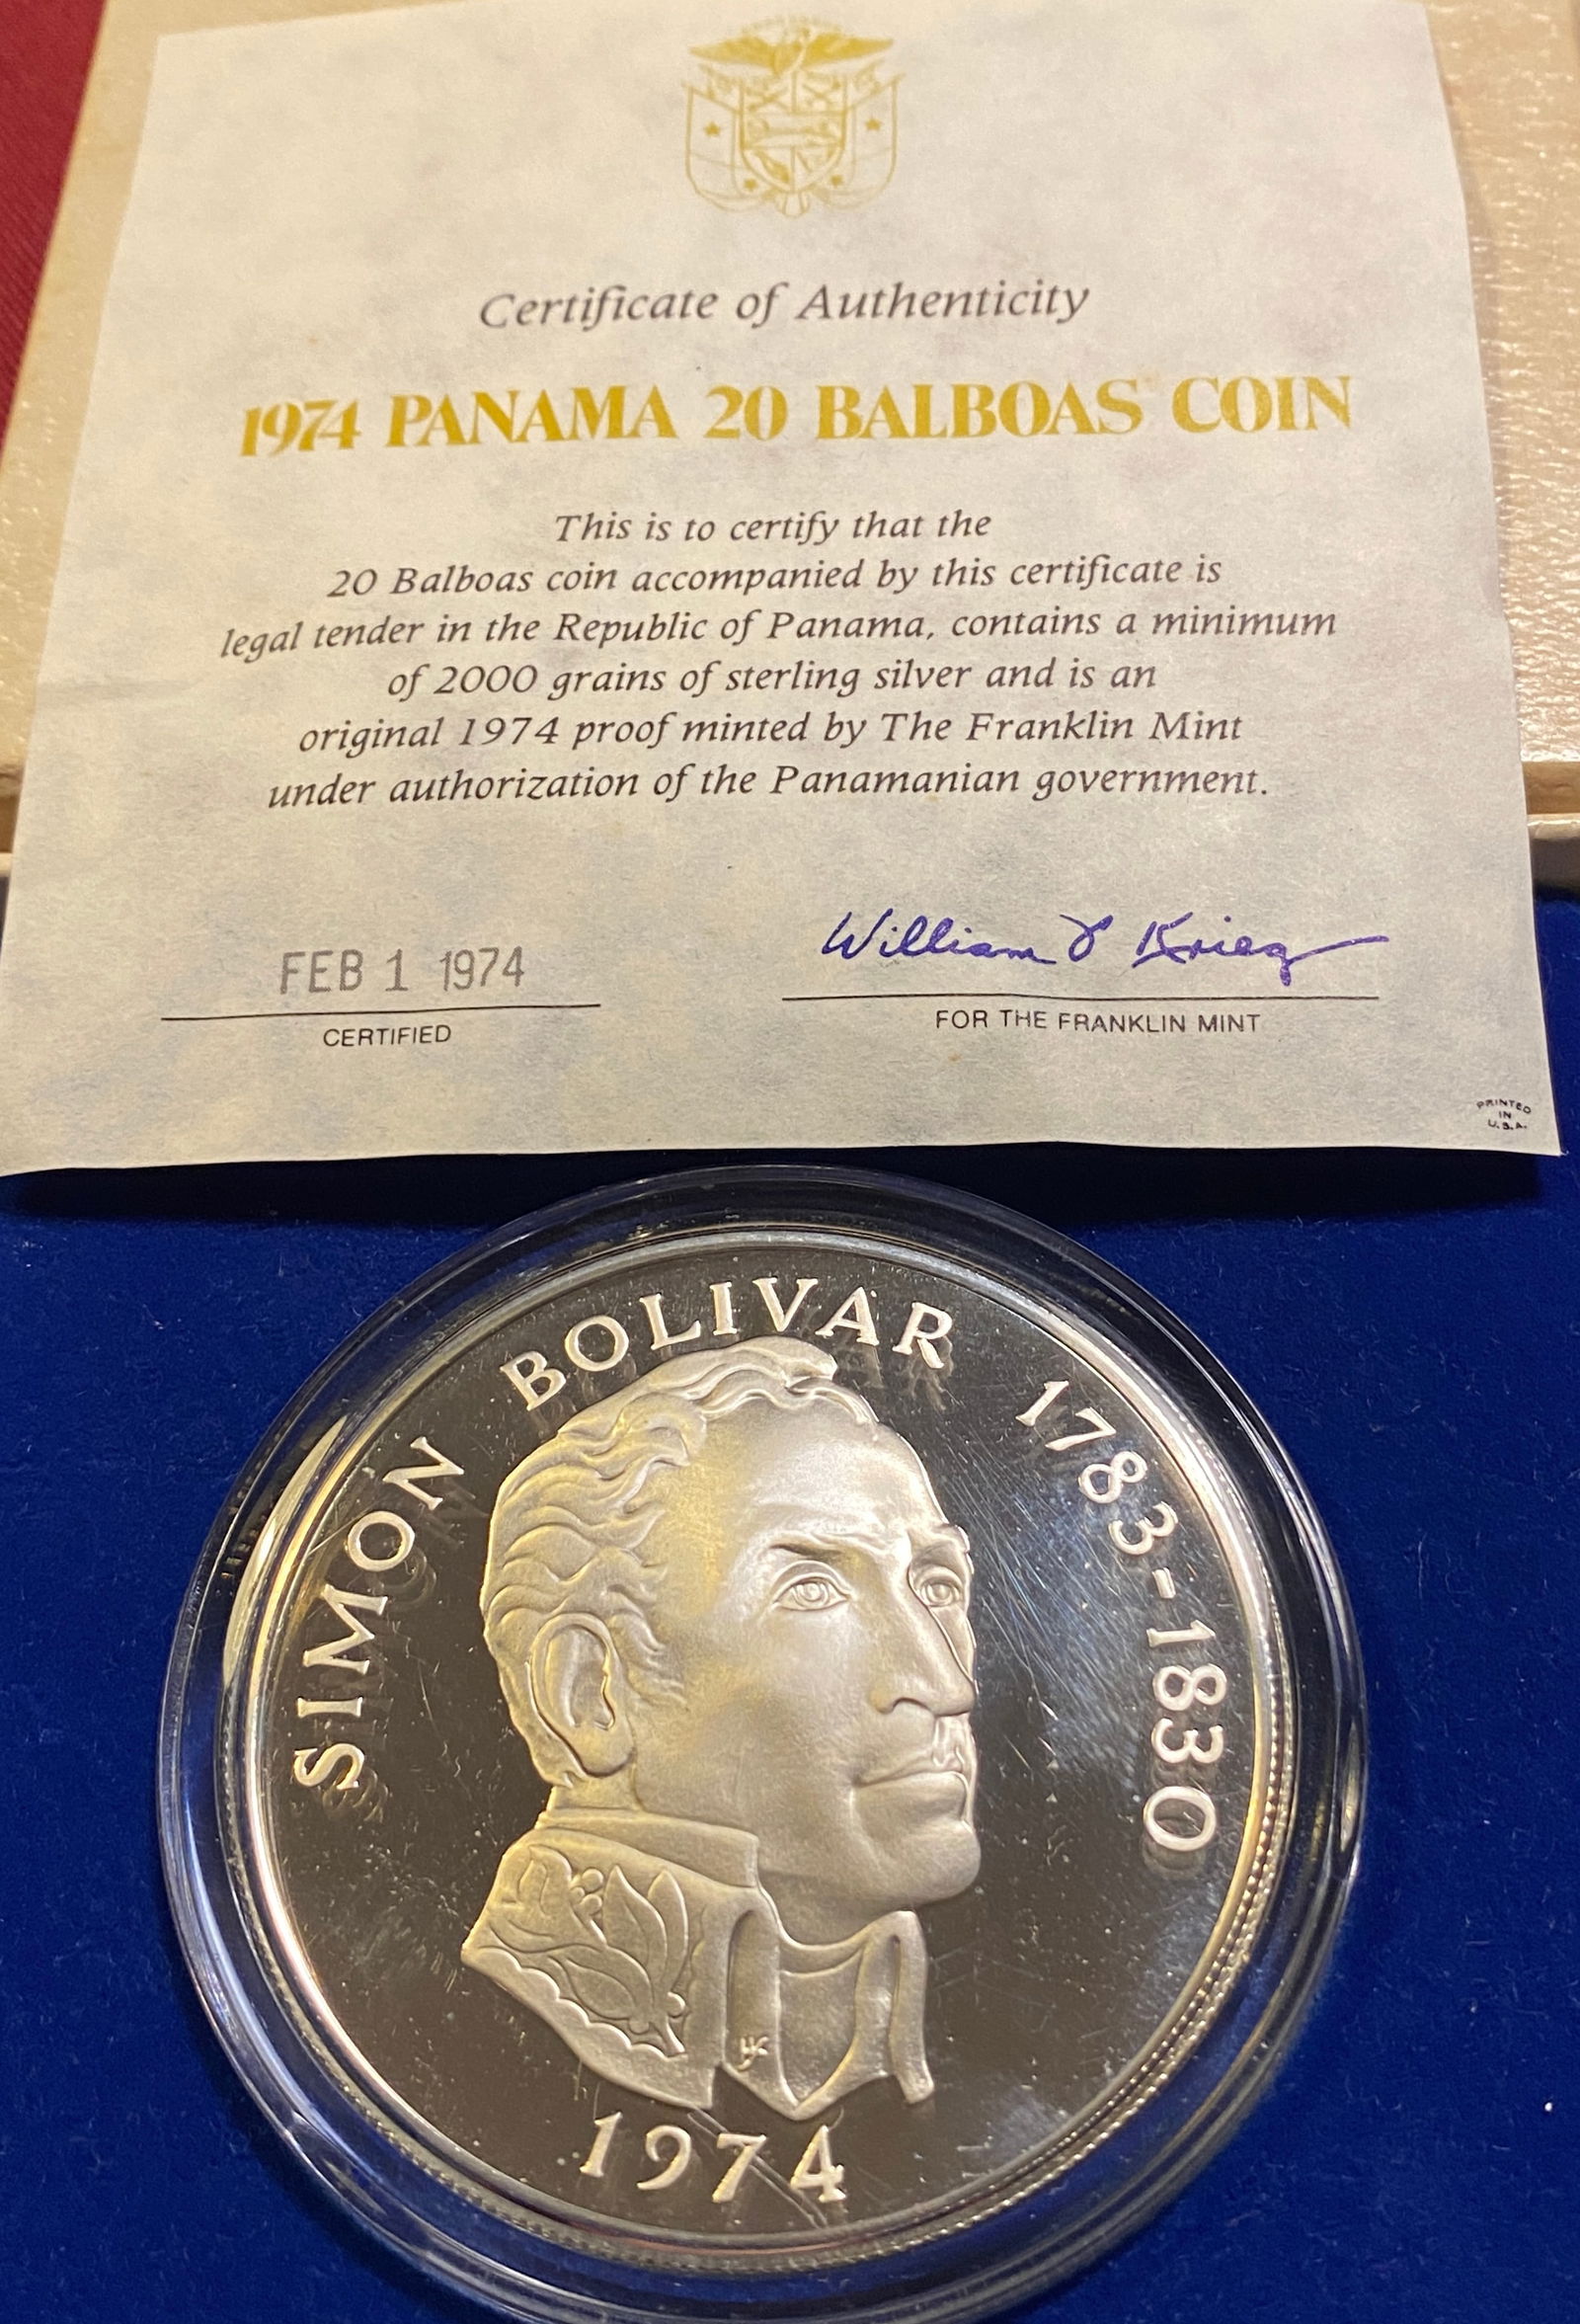 Certificate of Authenticity
1974 PANAMA 20 BALBOAS COIN
This is to certify that the
20 Balboas coin accompanied by this certificate is
legal tender in the Republic of Panama, contains a minimum
of 2000 grains of sterling silver and is an
original 1974 proof minted by The Franklin Mint
under authorization of the Panamanian government.
FEB 1 1974
CERTIFIED
William J Krieg
FOR THE FRANKLIN MINT
PRINTED
IN
U.S.A.
SIMON BOLIVAR 1783-1830
1974